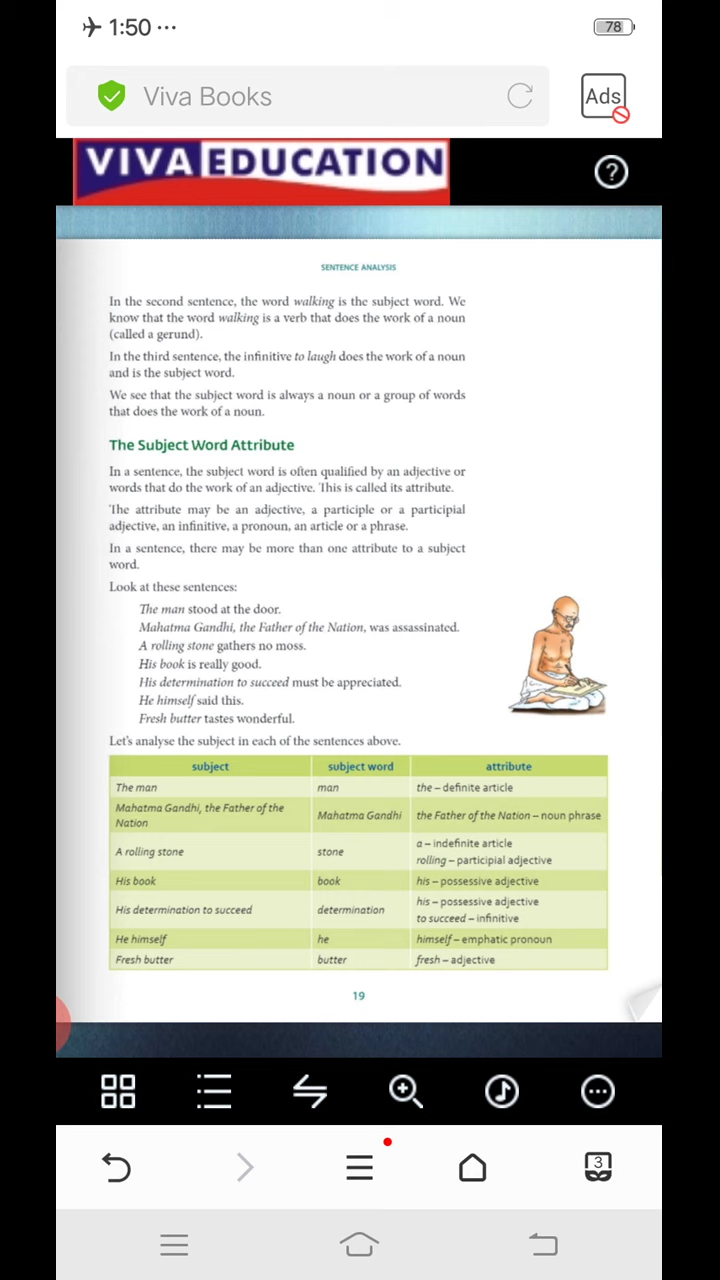 1:50 ...
78
Viva Books
Ads
VIVA EDUCATION
?
SENTENCE ANALYSIS
In the second sentence, the word walking is the subject word. We
know that the word walking is a verb that does the work of a noun
(called a gerund).
In the third sentence, the infinitive to laugh does the work of a noun
and is the subject word.
We see that the subject word is always a noun or a group of words
that does the work of a noun.
The Subject Word Attribute
In a sentence, the subject word is often qualified by an adjective or
words that do the work of an adjective. This is called its attribute.
The attribute may be an adjective, a participle or a participial
adjective, an infinitive, a pronoun, an article or a phrase.
In a sentence, there may be more than one attribute to a subject
word.
Look at these sentences:
The man stood at the door.
Mahatma Gandhi, the Father of the Nation, was assassinated.
A rolling stone gathers no moss.
His book is really good.
His determination to succeed must be appreciated.
He himself said this.
Fresh butter tastes wonderful.
Let's analyse the subject in each of the sentences above.
subject subject word attribute
The man man the – definite article
Mahatma Gandhi, the Father of the
Nation Mahatma Gandhi the Father of the Nation – noun phrase
A rolling stone stone a – indefinite article
rolling – participial adjective
His book book his – possessive adjective
His determination to succeed determination his – possessive adjective
to succeed – infinitive
He himself he himself – emphatic pronoun
Fresh butter butter fresh – adjective
19
3